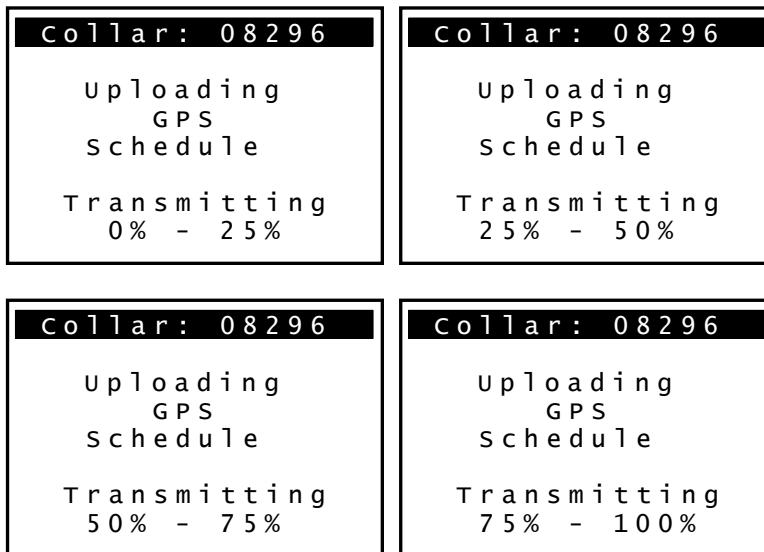 Collar: 08296
Uploading
GPS
Schedule
Transmitting
0% - 25%
Collar: 08296
Uploading
GPS
Schedule
Transmitting
25% - 50%
Collar: 08296
Uploading
GPS
Schedule
Transmitting
50% - 75%
Collar: 08296
Uploading
GPS
Schedule
Transmitting
75% - 100%